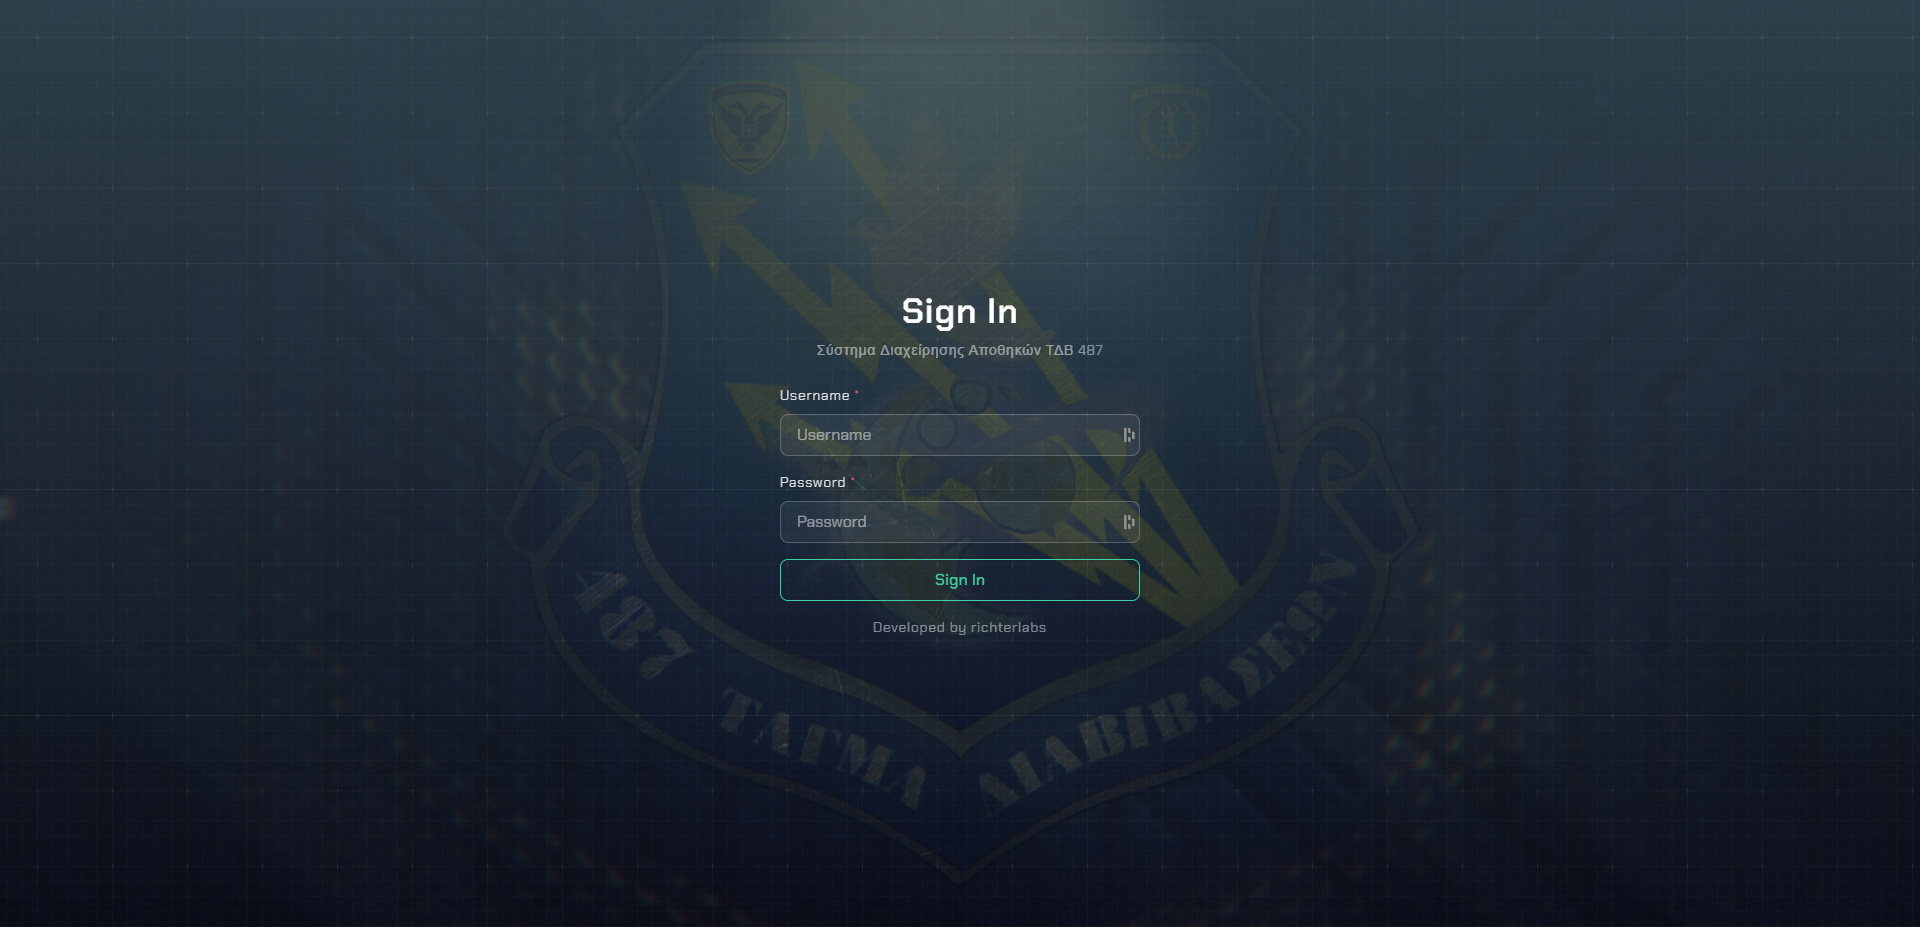 Sign In
Σύστημα Διαχείρησης Αποθηκών ΤΔΒ 487
Username *
Username
Password *
Password
Sign In
Developed by richterlabs
487 ΤΑΓΜΑ ΔΙΑΒΙΒΑΣΕΩΝ